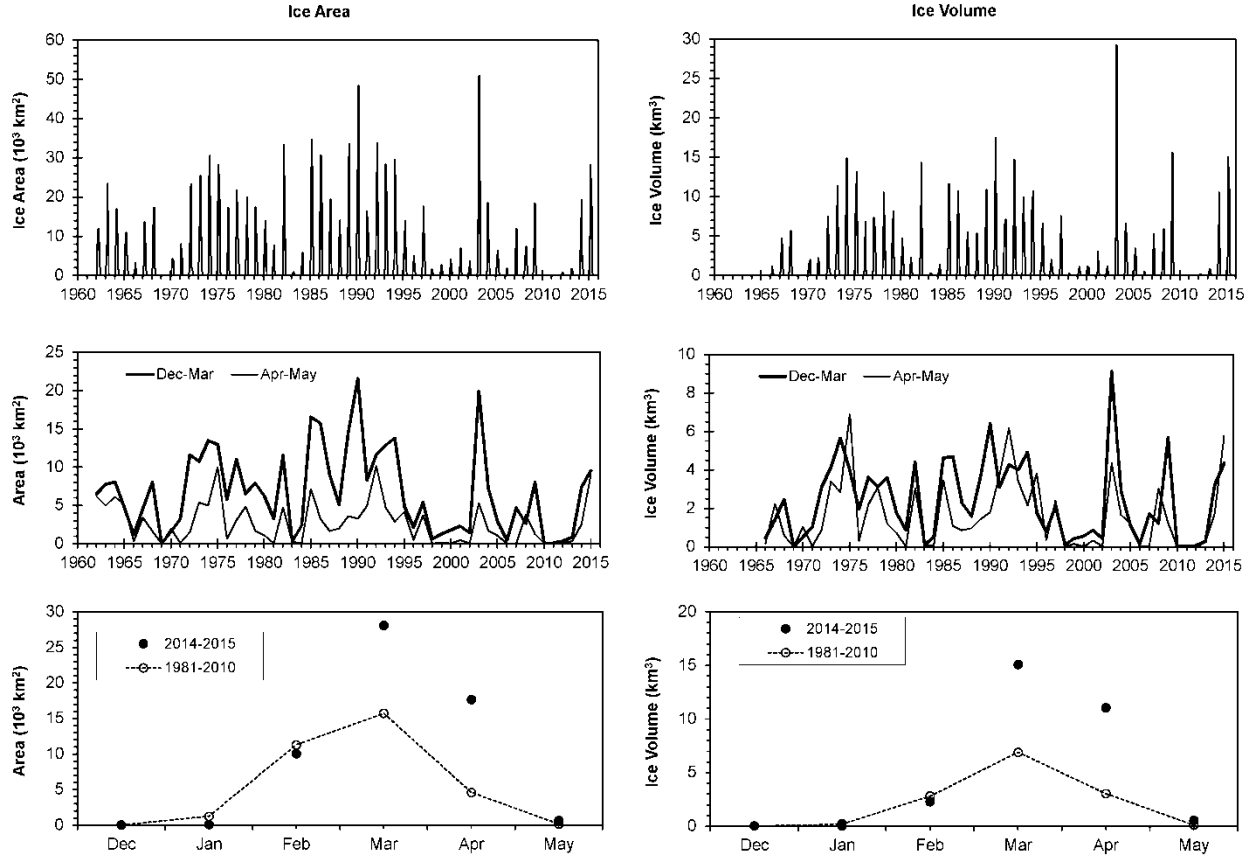 Ice Area
Ice Area (10³ km²)
60
50
40
30
20
10
0
1960 1965 1970 1975 1980 1985 1990 1995 2000 2005 2010 2015
Ice Volume
Ice Volume (km³)
30
25
20
15
10
5
0
1960 1965 1970 1975 1980 1985 1990 1995 2000 2005 2010 2015
Area (10³ km²)
25
20
15
10
5
0
Dec-Mar Apr-May
1960 1965 1970 1975 1980 1985 1990 1995 2000 2005 2010 2015
Ice Volume (km³)
10
8
6
4
2
0
Dec-Mar Apr-May
1960 1965 1970 1975 1980 1985 1990 1995 2000 2005 2010 2015
Area (10³ km²)
30
25
20
15
10
5
0
2014-2015
1981-2010
Dec Jan Feb Mar Apr May
Ice Volume (km³)
20
15
10
5
0
2014-2015
1981-2010
Dec Jan Feb Mar Apr May